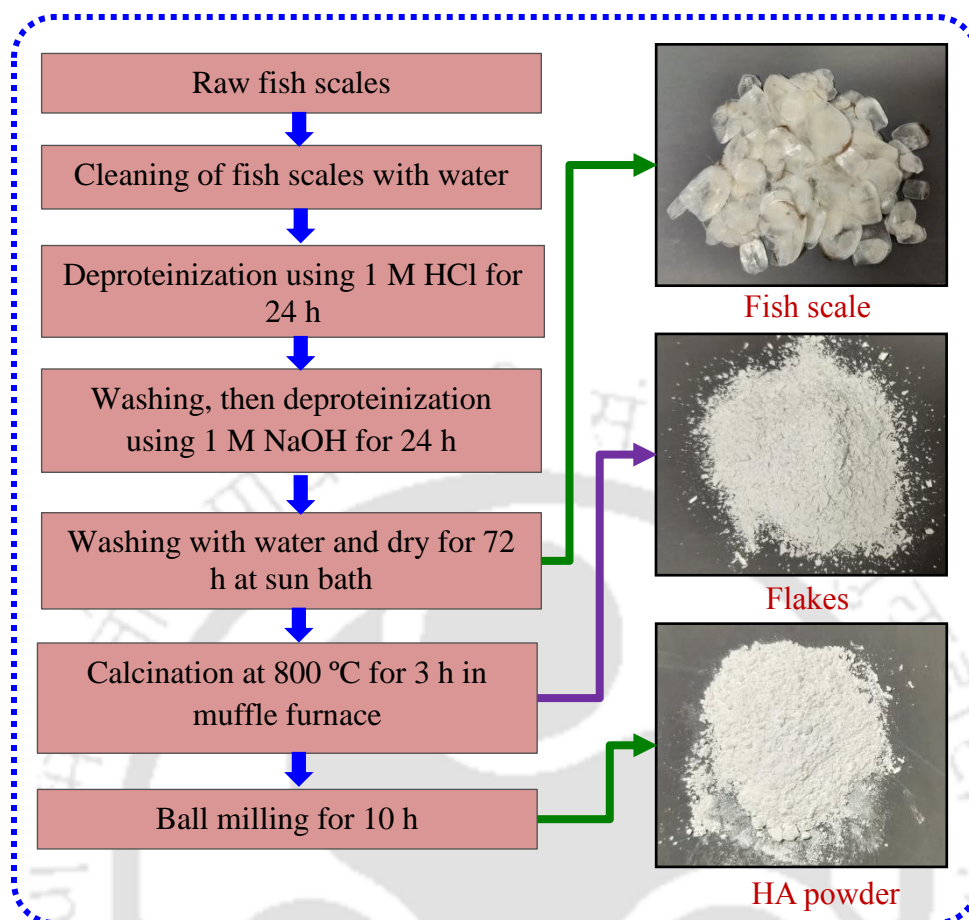 Raw fish scales
Cleaning of fish scales with water
Deproteinization using 1 M HCl for
24 h
Washing, then deproteinization
using 1 M NaOH for 24 h
Washing with water and dry for 72
h at sun bath
Calcination at 800 ºC for 3 h in
muffle furnace
Ball milling for 10 h
Fish scale
Flakes
HA powder